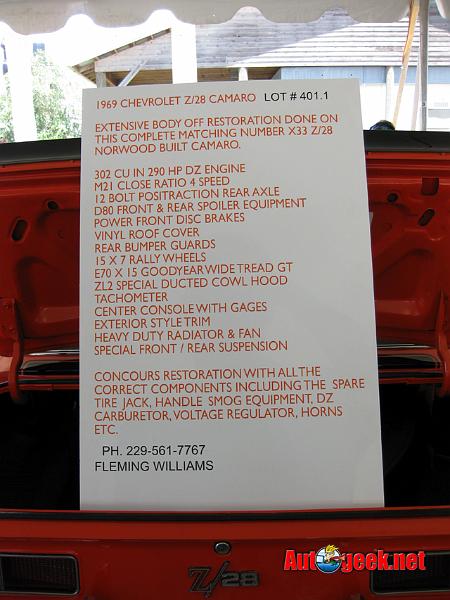 1969 CHEVROLET Z/28 CAMARO LOT # 401.1
EXTENSIVE BODY OFF RESTORATION DONE ON
THIS COMPLETE MATCHING NUMBER X33 Z/28
NORWOOD BUILT CAMARO.
302 CU IN 290 HP DZ ENGINE
M21 CLOSE RATIO 4 SPEED
12 BOLT POSITRACTION REAR AXLE
D80 FRONT & REAR SPOILER EQUIPMENT
POWER FRONT DISC BRAKES
VINYL ROOF COVER
REAR BUMPER GUARDS
15 X 7 RALLY WHEELS
E70 X 15 GOODYEAR WIDE TREAD GT
ZL2 SPECIAL DUCTED COWL HOOD
TACHOMETER
CENTER CONSOLE WITH GAGES
EXTERIOR STYLE TRIM
HEAVY DUTY RADIATOR & FAN
SPECIAL FRONT / REAR SUSPENSION
CONCOURS RESTORATION WITH ALL THE
CORRECT COMPONENTS INCLUDING THE SPARE
TIRE JACK, HANDLE SMOG EQUIPMENT, DZ
CARBURETOR, VOLTAGE REGULATOR, HORNS
ETC.
PH. 229-561-7767
FLEMING WILLIAMS
Z/28
Autogeek.net